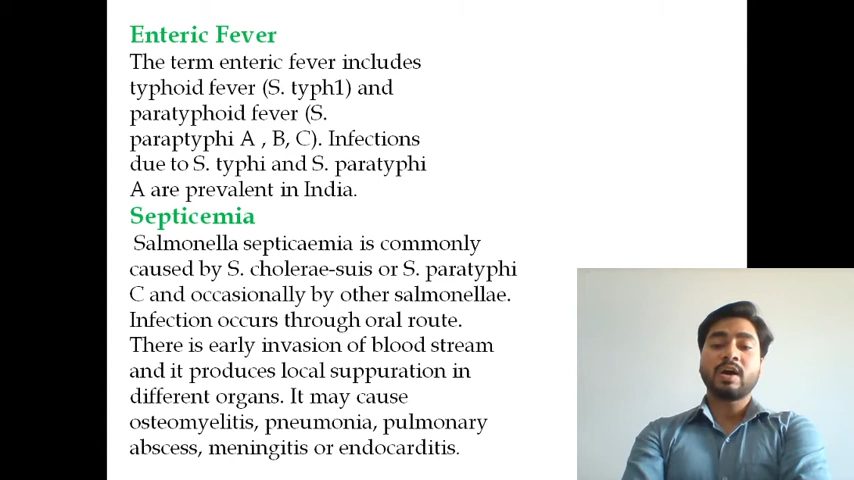 Enteric Fever
The term enteric fever includes
typhoid fever (S. typh1) and
paratyphoid fever (S.
paraptyphi A , B, C). Infections
due to S. typhi and S. paratyphi
A are prevalent in India.
Septicemia
Salmonella septicaemia is commonly
caused by S. cholerae-suis or S. paratyphi
C and occasionally by other salmonellae.
Infection occurs through oral route.
There is early invasion of blood stream
and it produces local suppuration in
different organs. It may cause
osteomyelitis, pneumonia, pulmonary
abscess, meningitis or endocarditis.